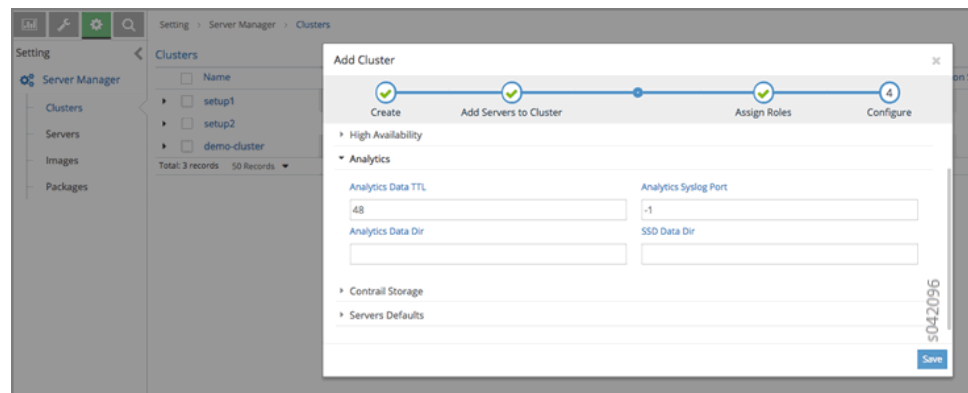 Setting > Server Manager > Clusters
Setting
Server Manager
Clusters
Servers
Images
Packages
Clusters
Name
setup1
setup2
demo-cluster
Total: 3 records 50 Records
on S
Add Cluster
4
Create Add Servers to Cluster Assign Roles Configure
High Availability
Analytics
Analytics Data TTL Analytics Syslog Port
48 -1
Analytics Data Dir SSD Data Dir
Contrail Storage
Servers Defaults
Save
s042096